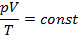 pV/T = const